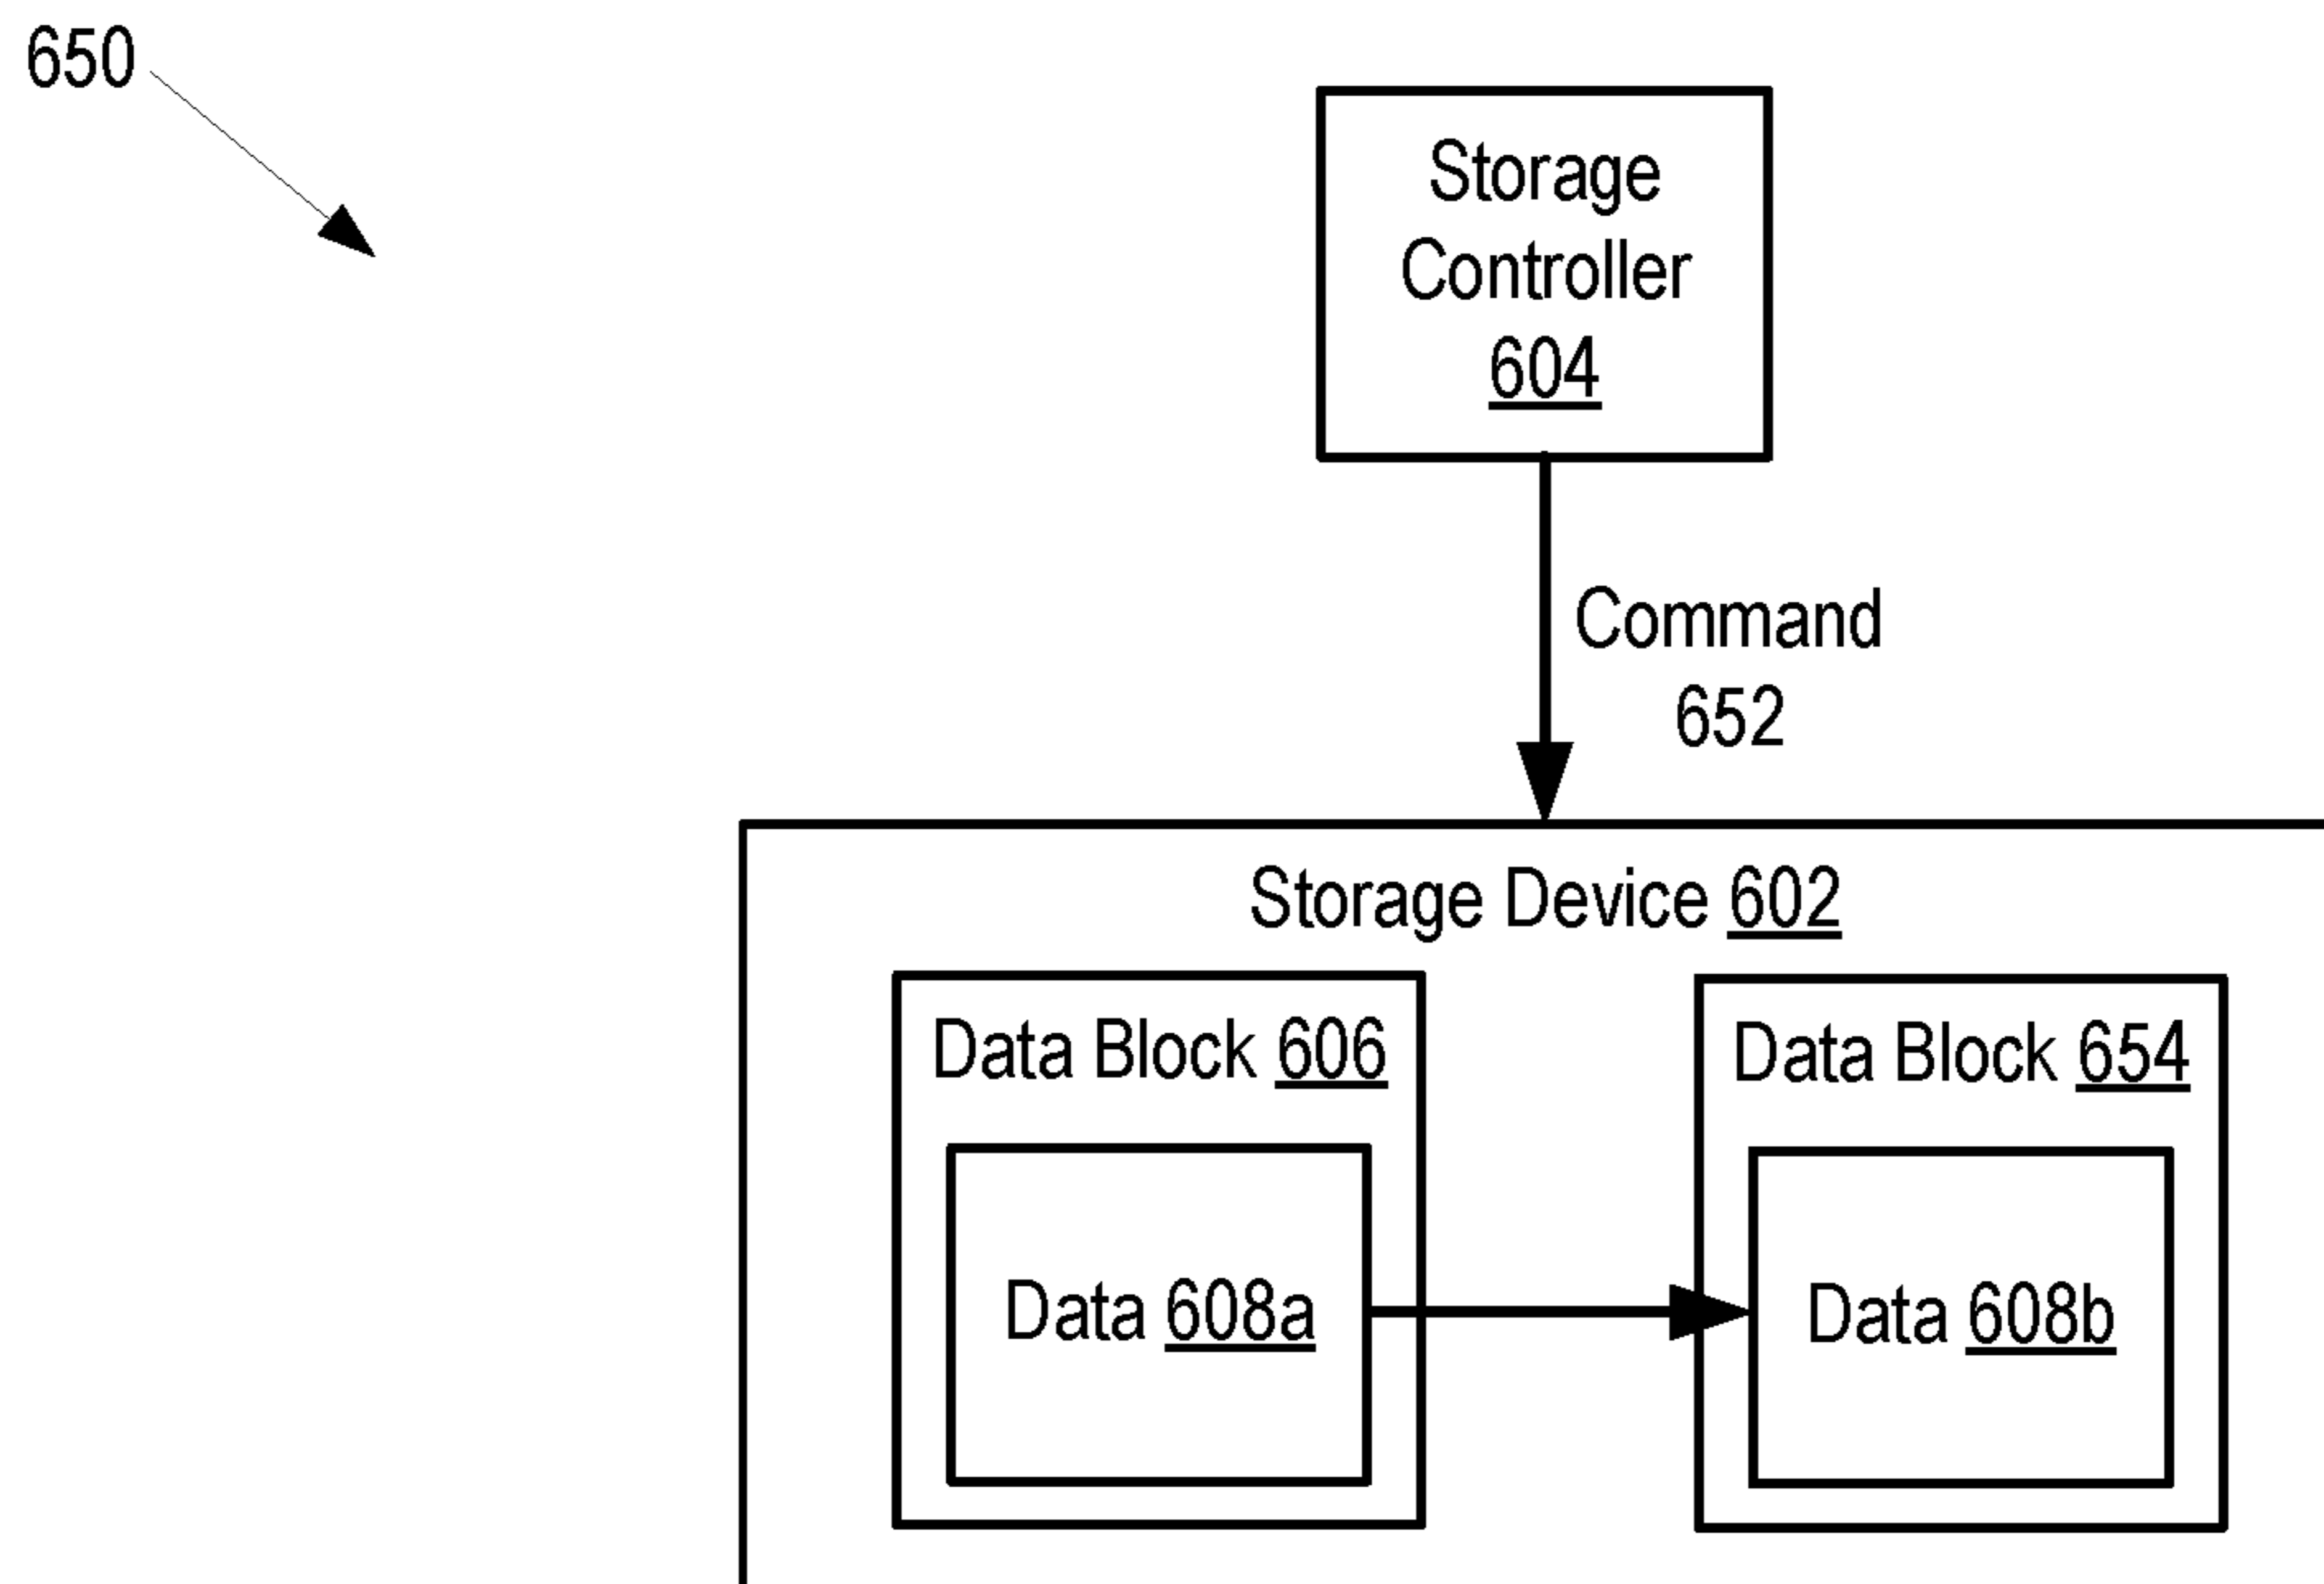 650
Storage
Controller
604
Command
652
Storage Device 602
Data Block 606
Data Block 654
Data 608a
Data 608b